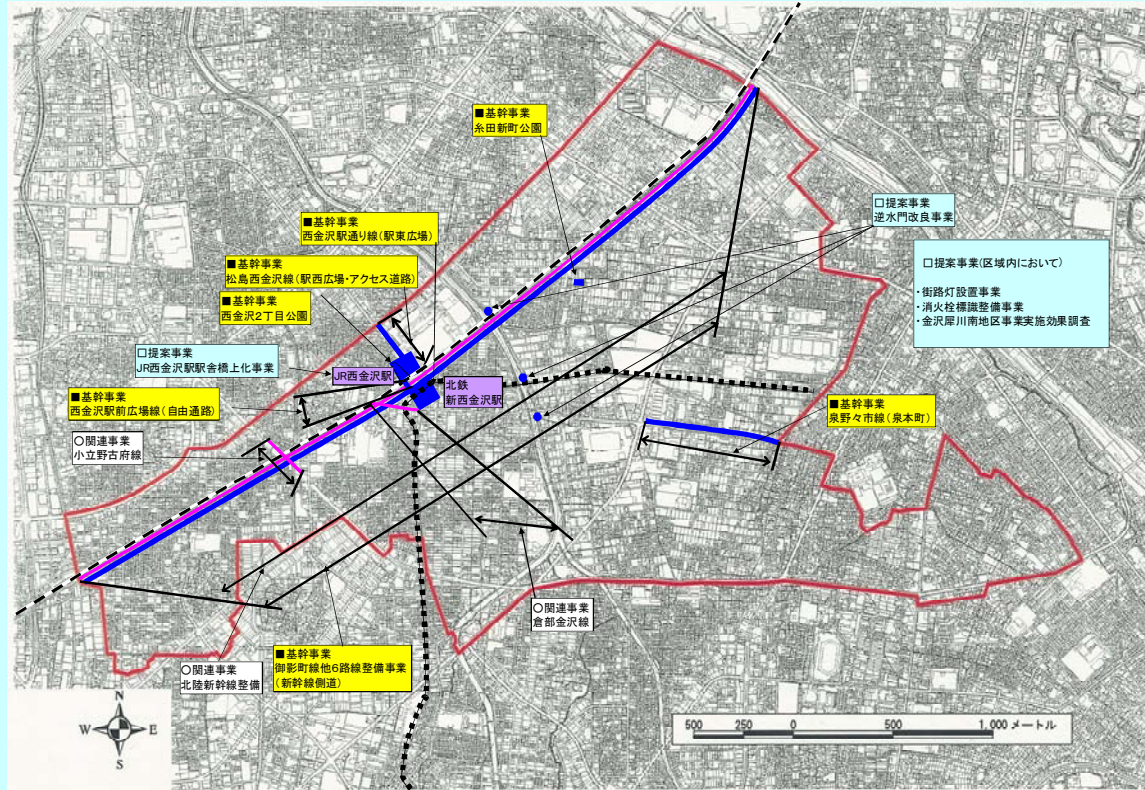 ■基幹事業
糸田新町公園
□提案事業
逆水門改良事業
■基幹事業
西金沢駅通り線(駅東広場)
□提案事業(区域内において)
・街路灯設置事業
・消火栓標識整備事業
・金沢犀川南地区事業実施効果調査
■基幹事業
松島西金沢線(駅西広場・アクセス道路)
■基幹事業
西金沢2丁目公園
□提案事業
JR西金沢駅駅舎橋上化事業
JR西金沢駅
北鉄
新西金沢駅
■基幹事業
西金沢駅前広場線(自由通路)
■基幹事業
泉野々市線(泉本町)
○関連事業
小立野古府線
○関連事業
倉部金沢線
○関連事業
北陸新幹線整備
■基幹事業
御影町線他6路線整備事業
(新幹線側道)
N
W E
S
500 250 0 500 1,000 メートル